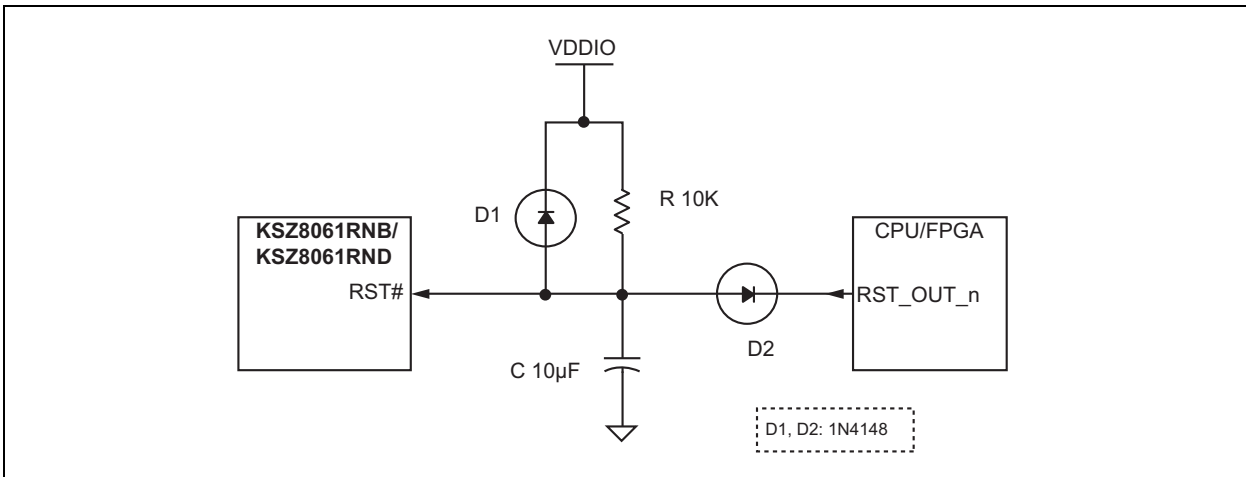 VDDIO
D1
R 10K
KSZ8061RNB/
KSZ8061RND
RST#
CPU/FPGA
RST_OUT_n
D2
C 10µF
D1, D2: 1N4148